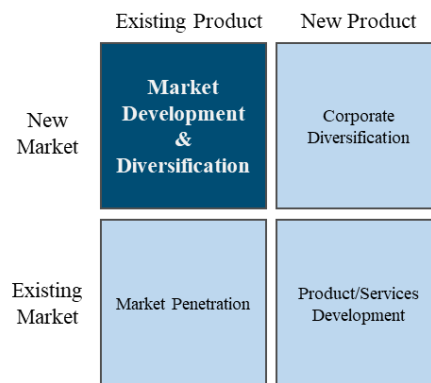 Existing Product
New Product
New
Market
Market
Development
&
Diversification
Corporate
Diversification
Existing
Market
Market Penetration
Product/Services
Development